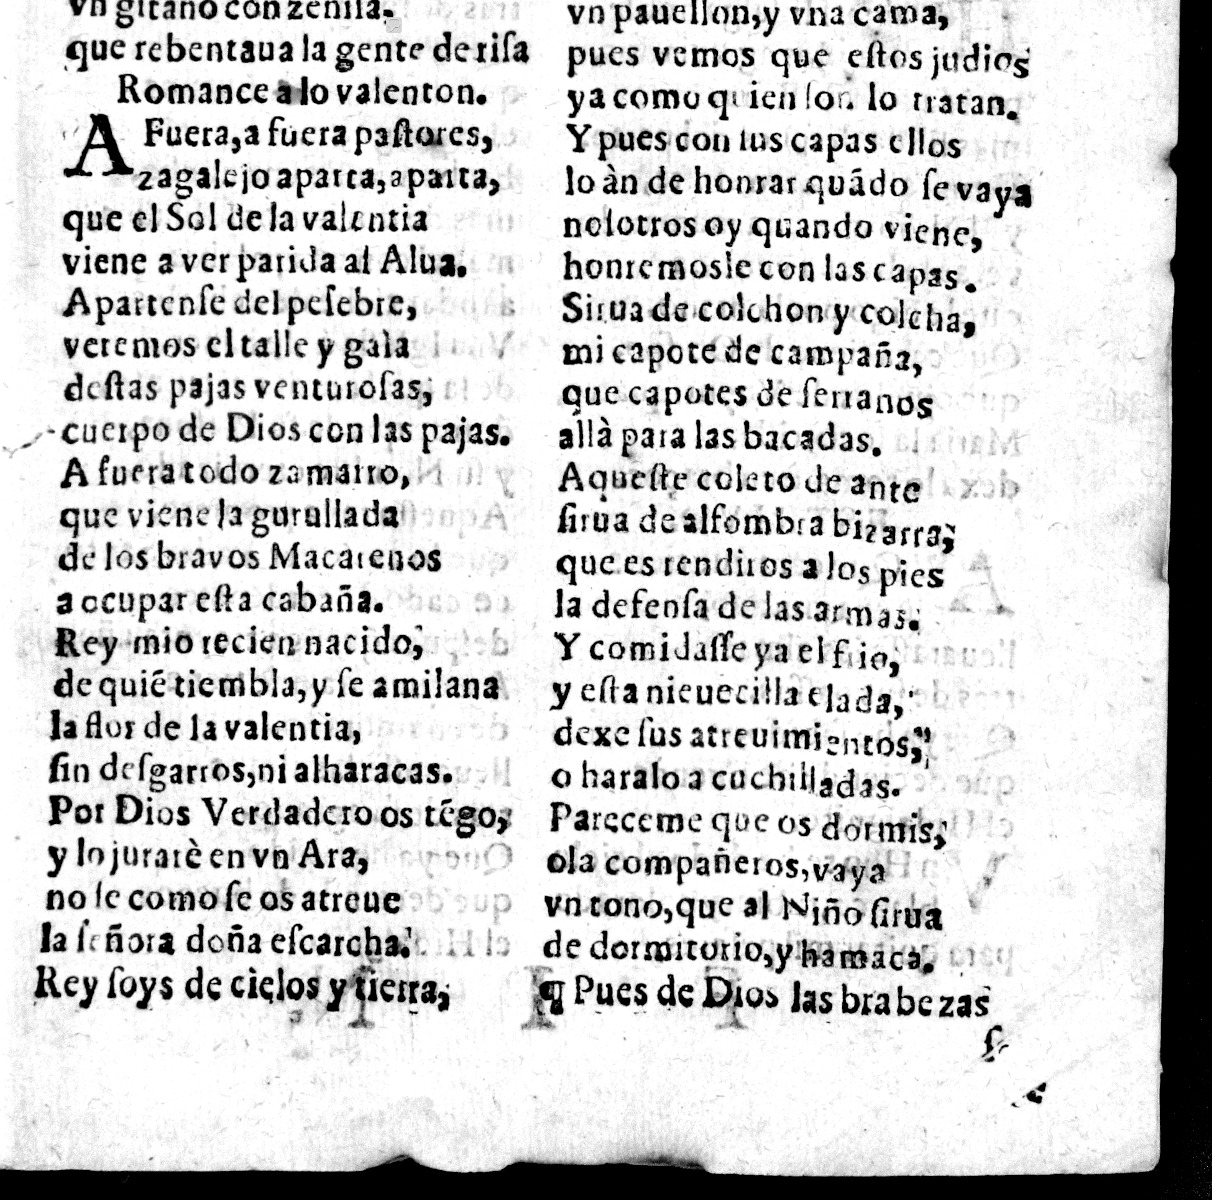 vn gitano con zenıla.
que rebentaua la gente de risa
Romance a lo valenton.
A Fuera, a fuera pastores,
zagalejo aparta, aparta,
que el Sol de la valentia
viene a ver parida al Alua.
Apartense del pesebre,
veremos el talle y gala
destas pajas venturosas,
cuerpo de Dios con las pajas.
A fuera todo zamarro,
que viene la gurullada
de los bravos Macarenos
a occupar esta cabaña.
Rey mio recien nacido,
de quiẽ tiembla, y se amilana
la flor de la valentia,
sin desgarros, ni alharacas.
Por Dios Verdadero os tẽgo,
y lo jurarè en vn Ara,
no se como se os atreue
la señora doña escarcha.
Rey soys de cielos y tierra,
vn pauellon, y vna cama,
pues vemos que estos judios
ya como quien son lo tratan.
Y pues con sus capas ellos
lo àn de honrar quãdo se vaya
nosotros oy quando viene,
honremosle con las capas.
Sirua de colchon y colcha,
mi capote de campaña,
que capotes de serranos
allà para las bacadas.
Aqueste coleto de ante
sirua de alfombra bizarra,
que es rendiros a los pies
la defensa de las armas.
Y comidasse ya el frio,
y esta nieuecilla elada,
dexe sus atreuimientos,
o haralo a cuchilladas.
Pareceme que os dormis,
ola compañeros, vaya
vn tono, que al Niño sirua
de dormitorio, y hamaca.
¶ Pues de Dios las brabezas